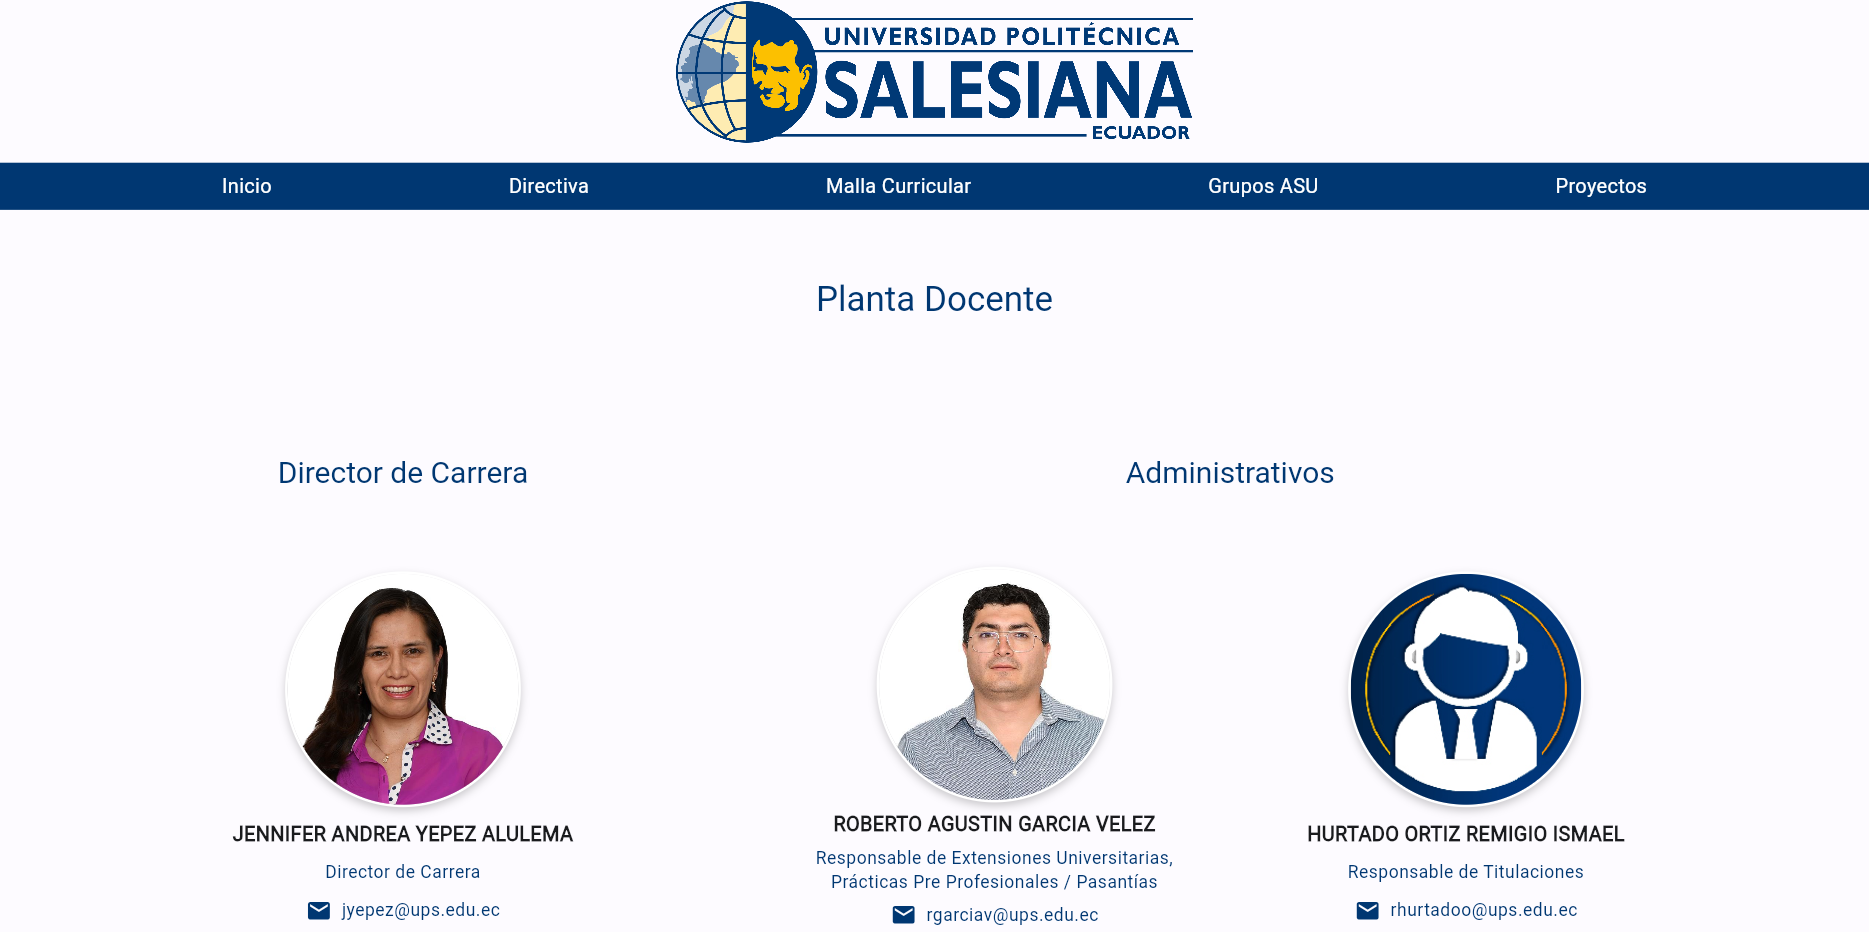 UNIVERSIDAD POLITÉCNICA
SALESIANA
ECUADOR
Inicio
Directiva
Malla Curricular
Grupos ASU
Proyectos
Planta Docente
Director de Carrera
Administrativos
JENNIFER ANDREA YEPEZ ALULEMA
Director de Carrera
jyepez@ups.edu.ec
ROBERTO AGUSTIN GARCIA VELEZ
Responsable de Extensiones Universitarias,
Prácticas Pre Profesionales / Pasantías
rgarciav@ups.edu.ec
HURTADO ORTIZ REMIGIO ISMAEL
Responsable de Titulaciones
rhurtadoo@ups.edu.ec